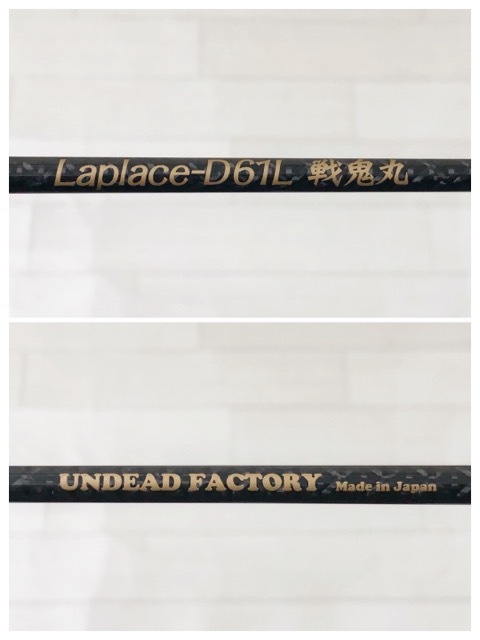 Laplace-D61L 戦鬼丸
UNDEAD FACTORY Made in Japan